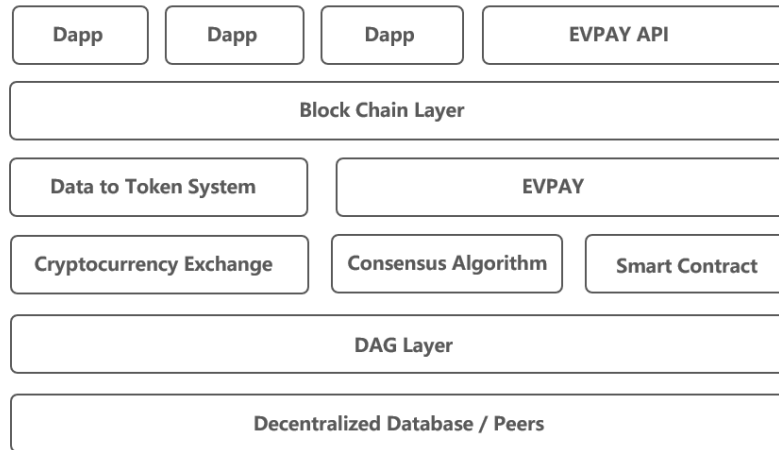 Dapp
Dapp
Dapp
EVPAY API
Block Chain Layer
Data to Token System
EVPAY
Cryptocurrency Exchange
Consensus Algorithm
Smart Contract
DAG Layer
Decentralized Database / Peers